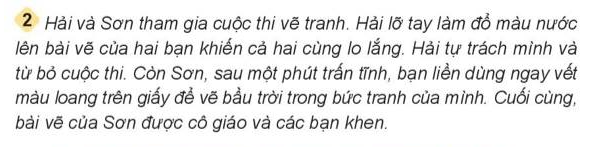 2 Hải và Sơn tham gia cuộc thi vẽ tranh. Hải lỡ tay làm đổ màu nước
lên bài vẽ của hai bạn khiến cả hai cùng lo lắng. Hải tự trách mình và
từ bỏ cuộc thi. Còn Sơn, sau một phút trấn tĩnh, bạn liền dùng ngay vết
màu loang trên giấy để vẽ bầu trời trong bức tranh của mình. Cuối cùng,
bài vẽ của Sơn được cô giáo và các bạn khen.